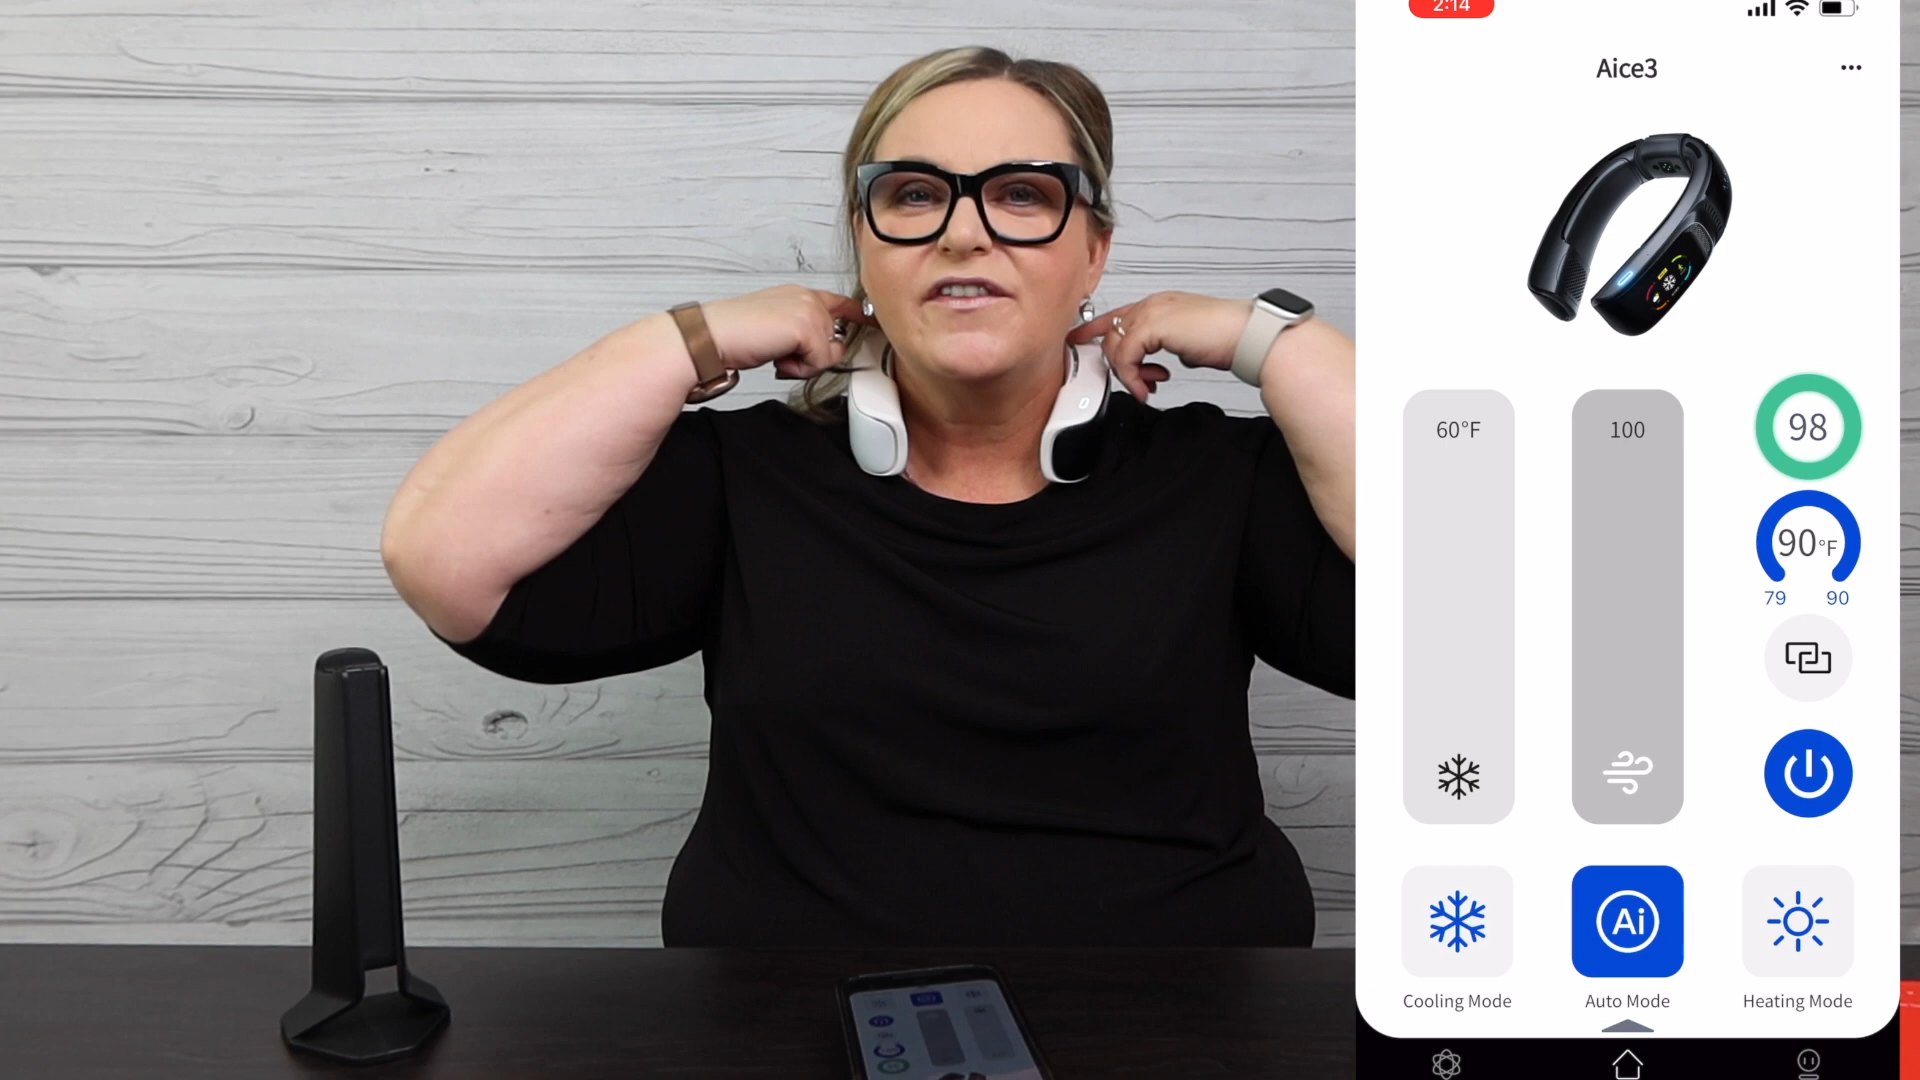 2:14
Aice3
60°F
100
98
90°F
79 90
Ai
Cooling Mode
Auto Mode
Heating Mode